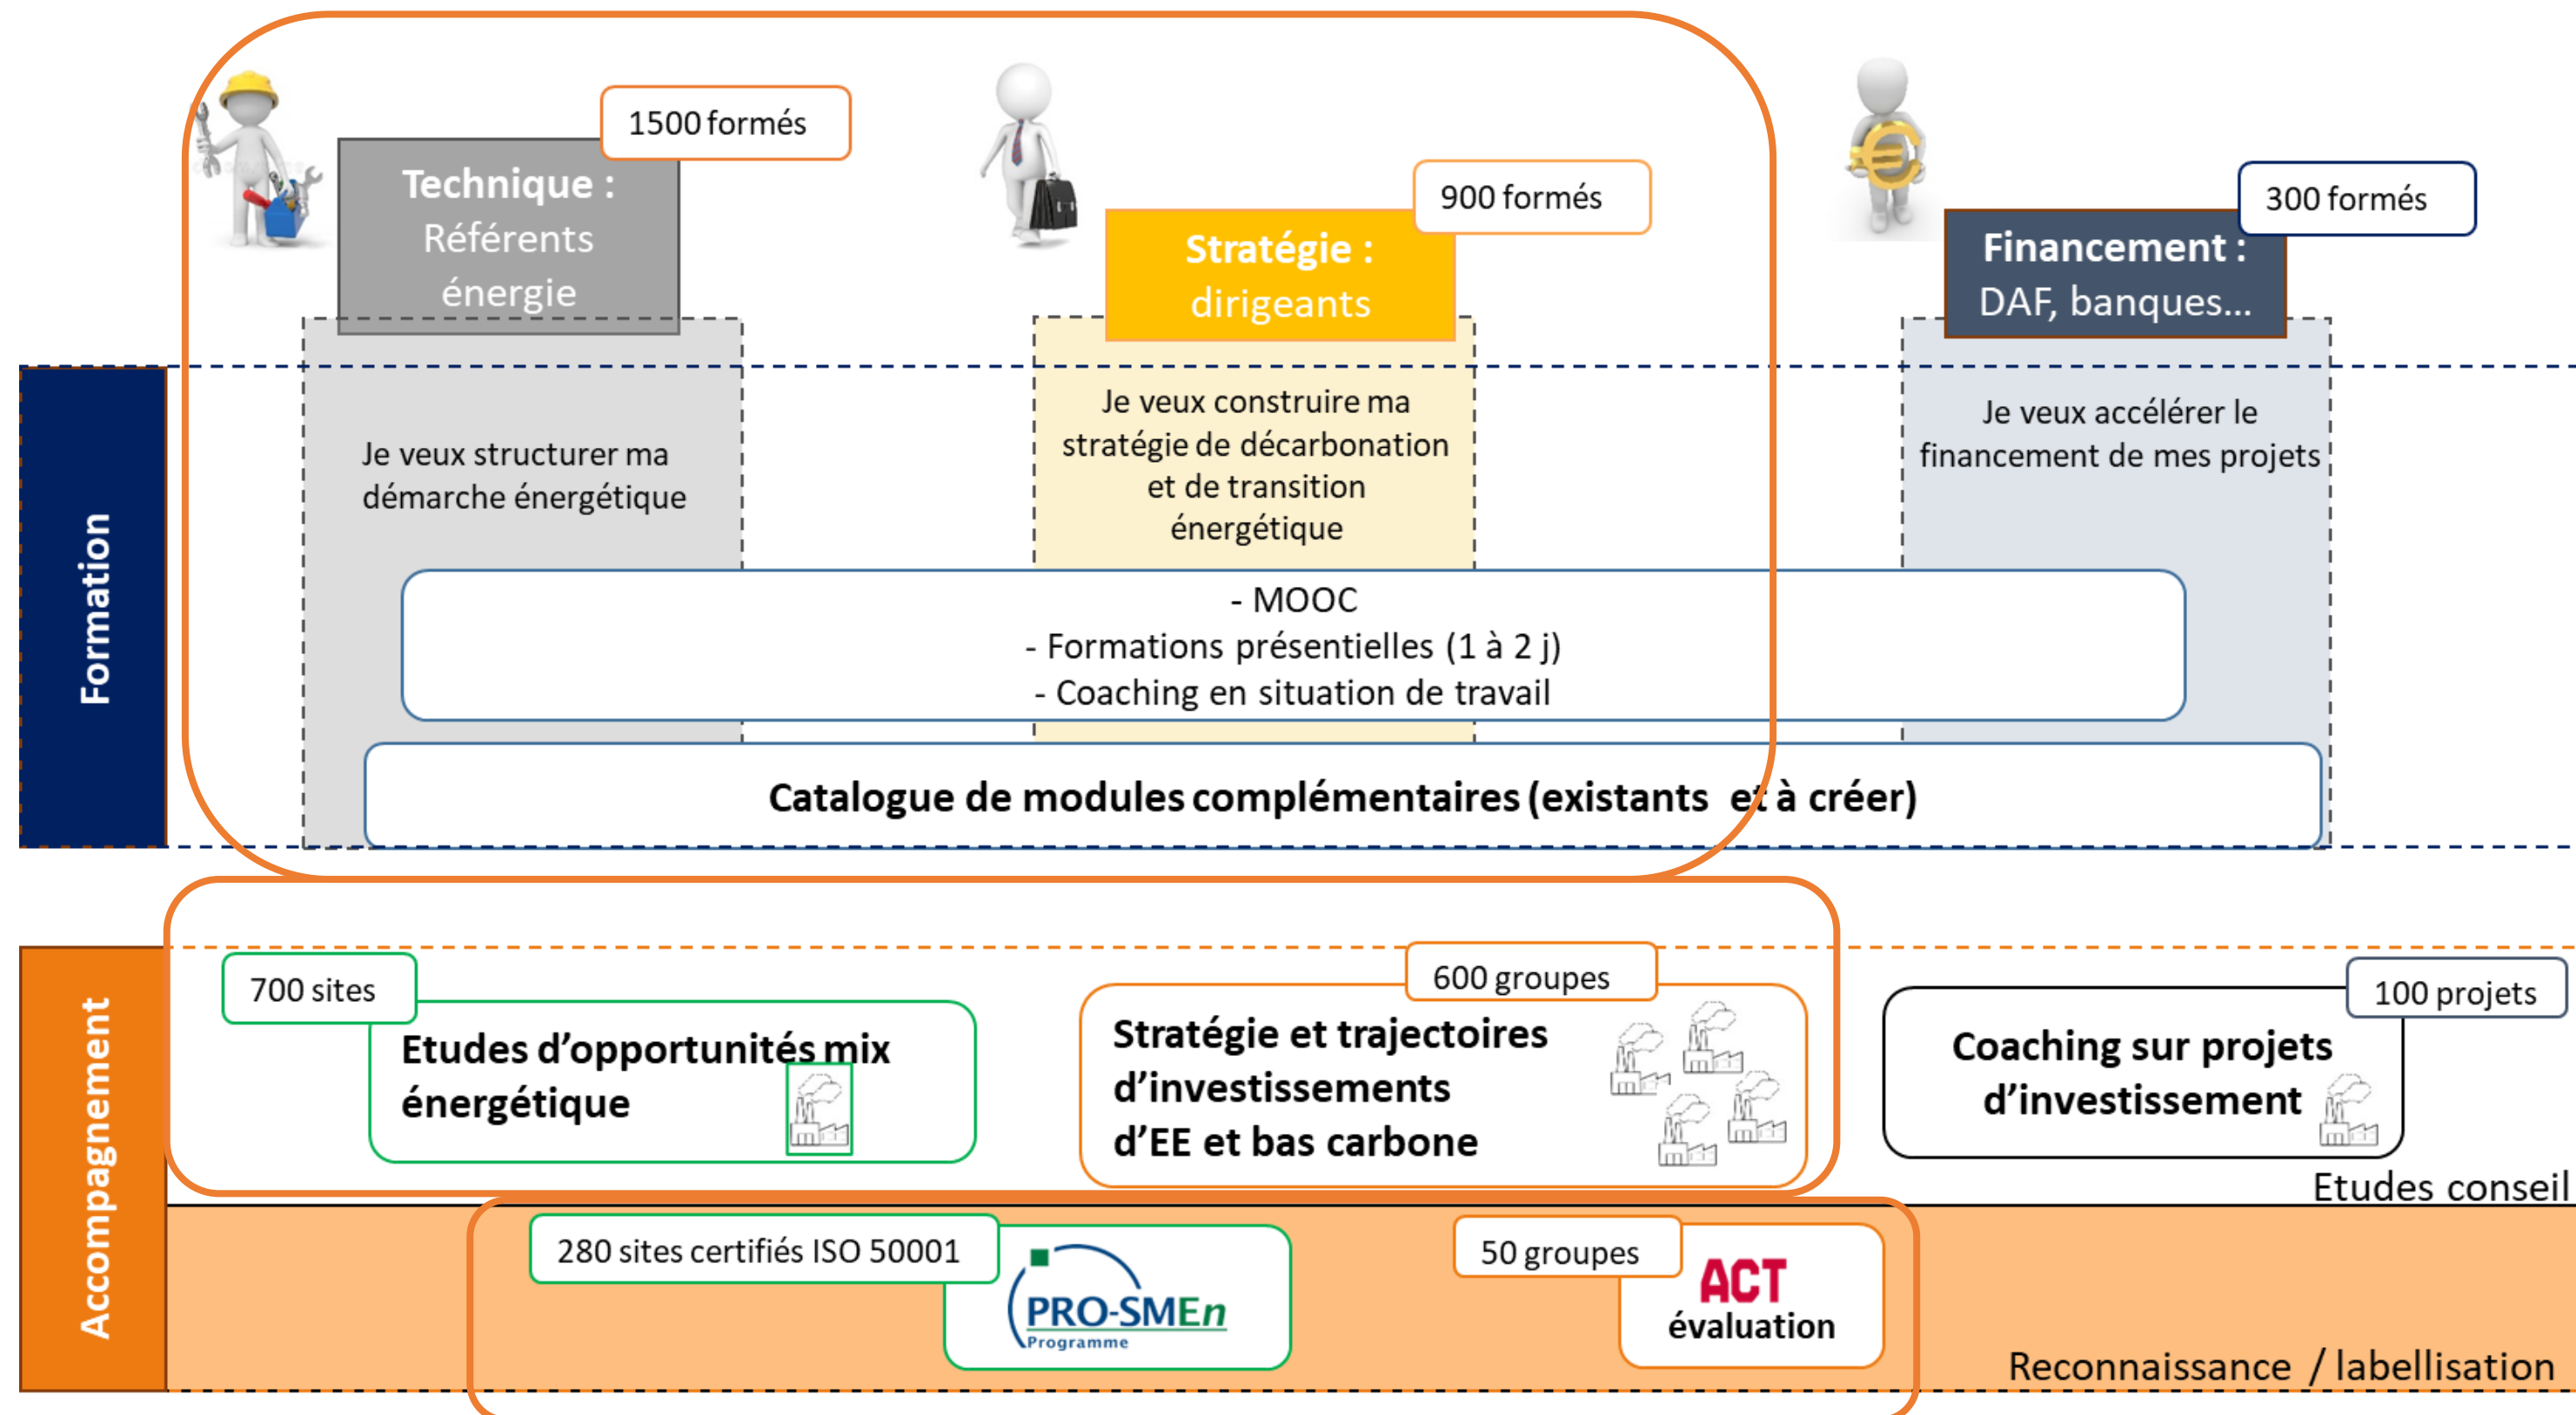 1500 formés
Technique :
Référents
énergie
900 formés
Stratégie :
dirigeants
300 formés
Financement :
DAF, banques...
Formation
Je veux structurer ma
démarche énergétique
Je veux construire ma
stratégie de décarbonation
et de transition
énergétique
Je veux accélérer le
financement de mes projets
- MOOC
- Formations présentielles (1 à 2 j)
- Coaching en situation de travail
Catalogue de modules complémentaires (existants et à créer)
Accompagnement
700 sites
Etudes d'opportunités mix
énergétique
600 groupes
Stratégie et trajectoires
d'investissements
d'EE et bas carbone
100 projets
Coaching sur projets
d'investissement
Etudes conseil
280 sites certifiés ISO 50001
PRO-SMEn
Programme
50 groupes
ACT
évaluation
Reconnaissance / labellisation